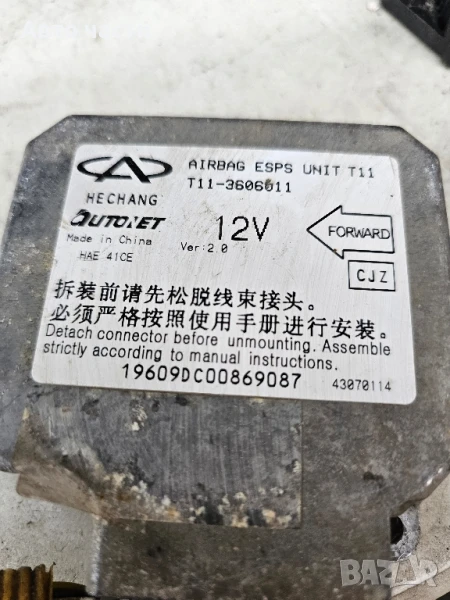 AIRBAG ESPS UNIT T11
T11-3606011
HECHANG
AUTONET
12V
FORWARD
Made in China
Ver:2.0
HAE 41CE
CJZ
拆装前请先松脱线束接头。
必须严格按照使用手册进行安装。
Detach connector before unmounting. Assemble
strictly according to manual instructions.
19609DC00869087
43070114
bazar.bg